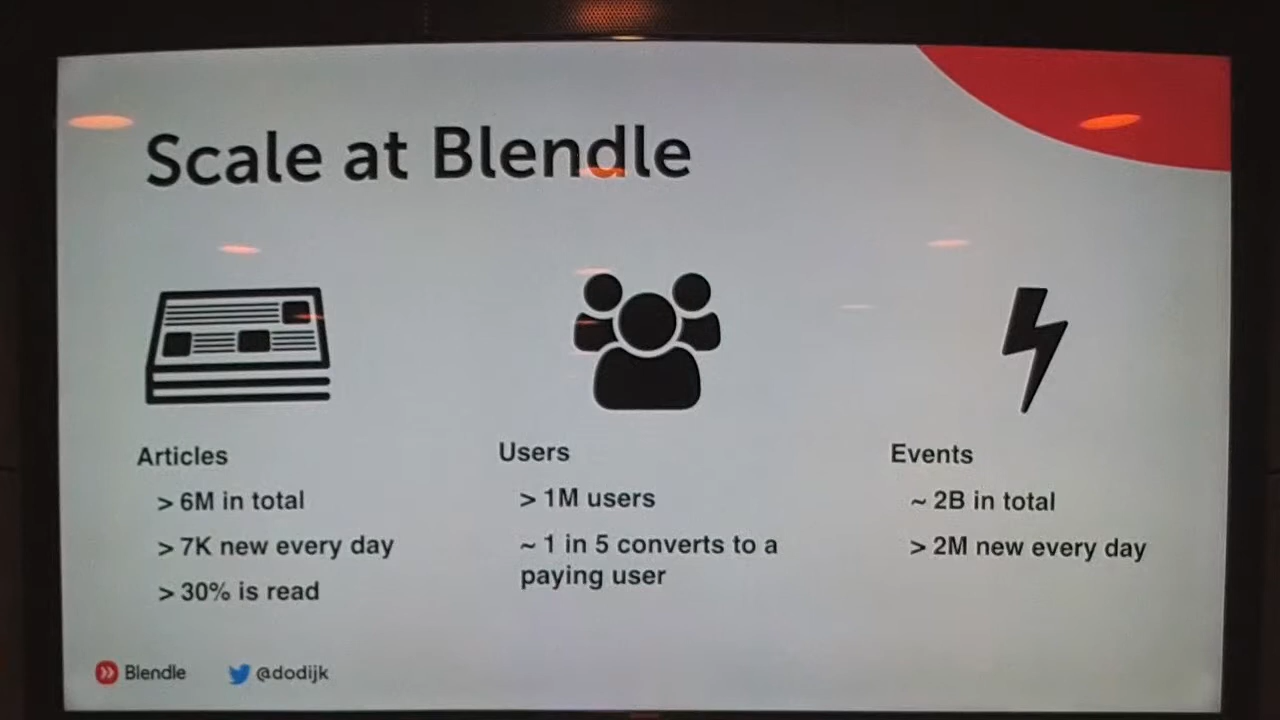 Scale at Blendle
Articles
> 6M in total
> 7K new every day
> 30% is read
Users
> 1M users
~ 1 in 5 converts to a
paying user
Events
~ 2B in total
> 2M new every day
Blendle
@dodijk